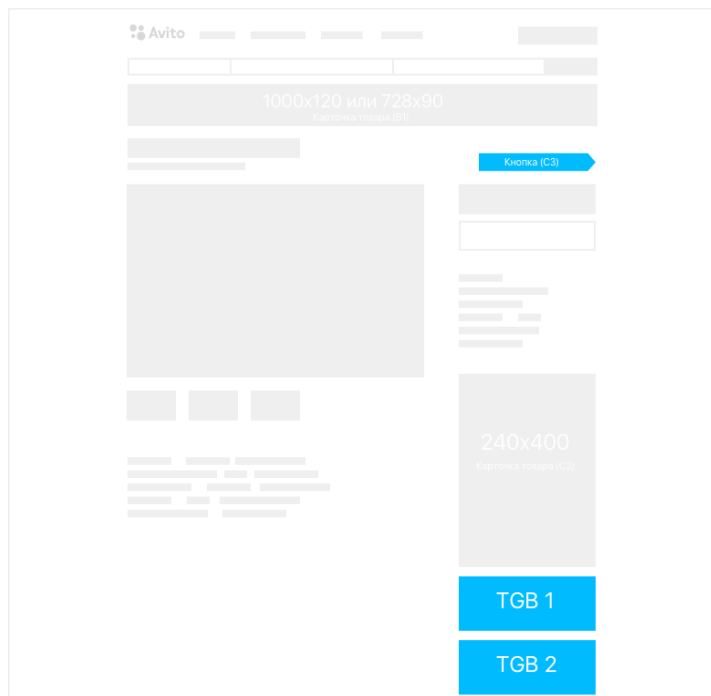 Avito
1000x120 или 728x90
Карточка товара (B1)
Кнопка (C3)
240x400
Карточка товара (C2)
TGB 1
TGB 2